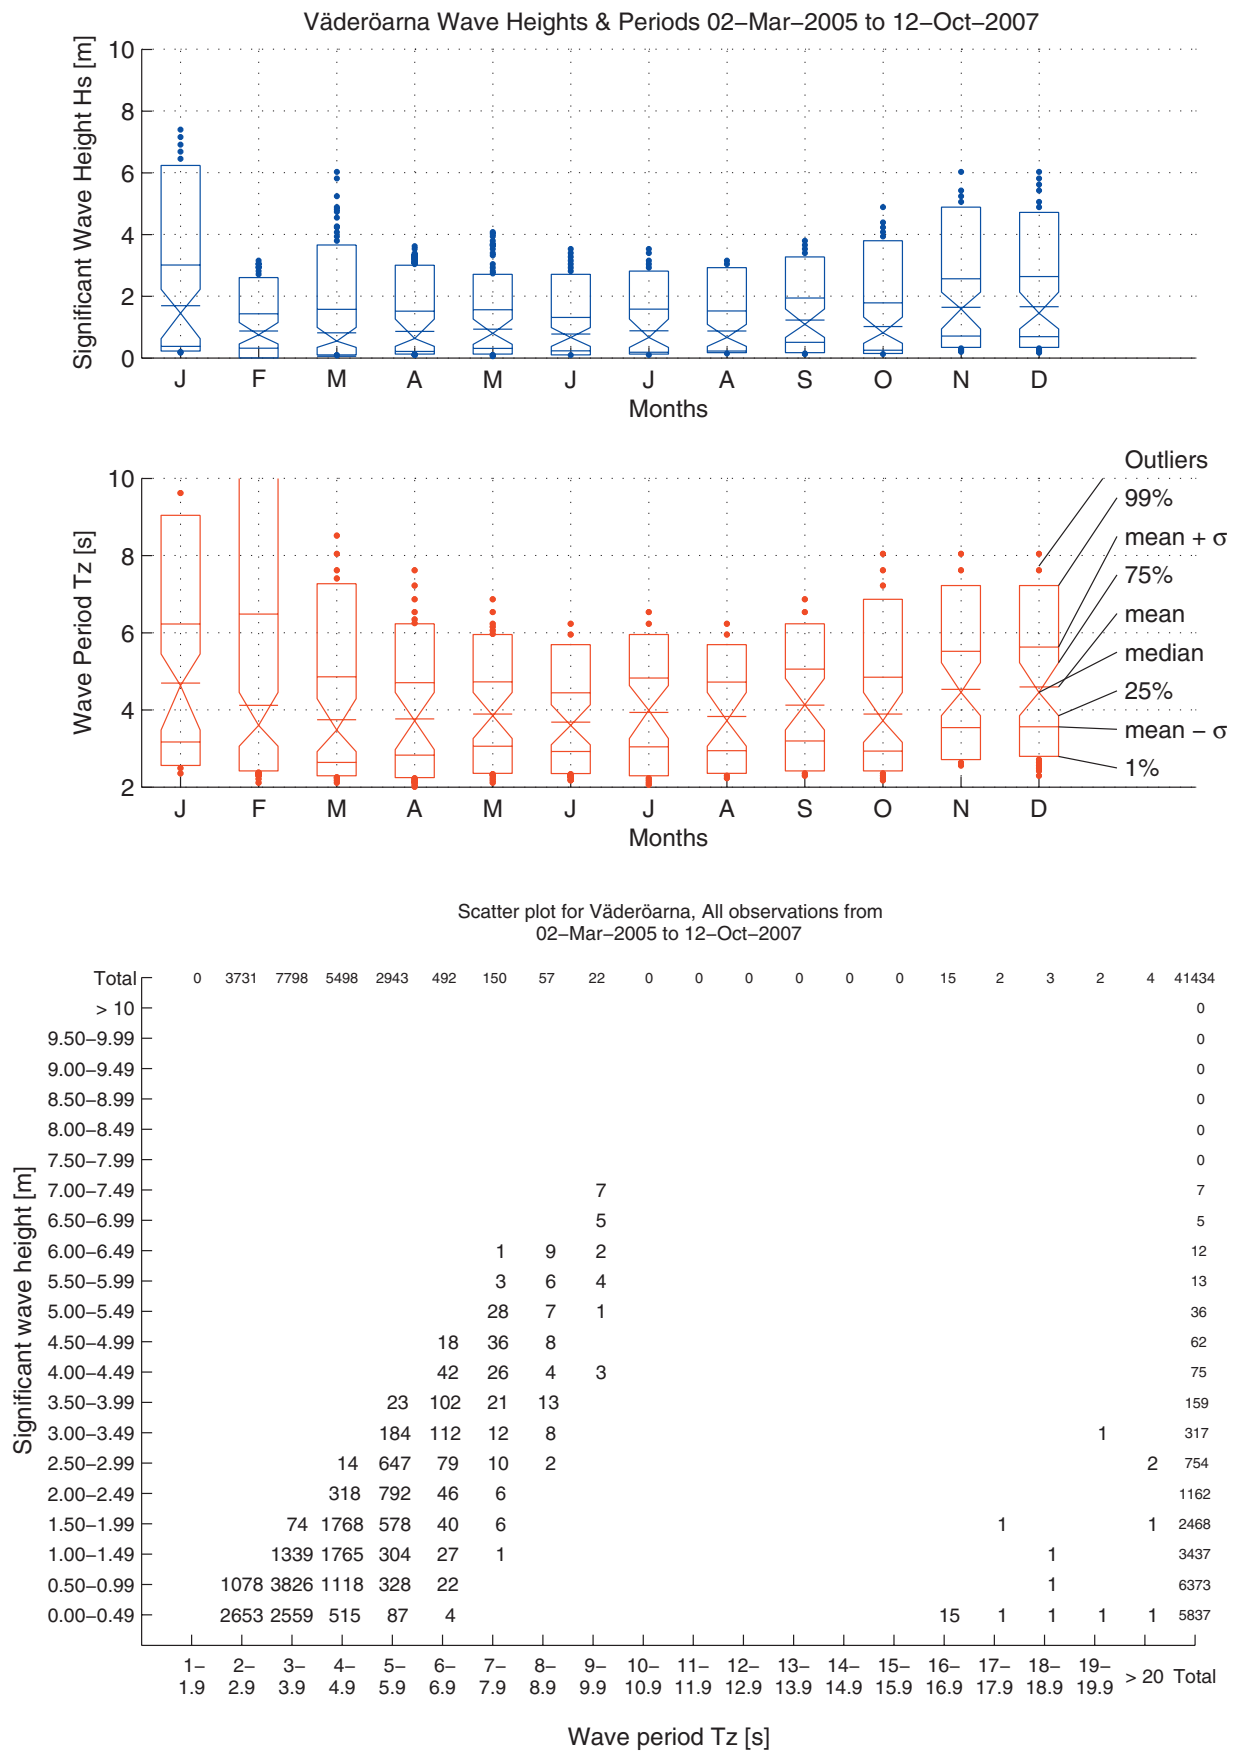 Väderöarna Wave Heights & Periods 02–Mar–2005 to 12–Oct–2007
Significant Wave Height Hs [m]
10
8
6
4
2
0
J F M A M J J A S O N D
Months
Wave Period Tz [s]
10
8
6
4
2
J F M A M J J A S O N D
Months
Outliers
99%
mean + σ
75%
mean
median
25%
mean – σ
1%
Scatter plot for Väderöarna, All observations from
02–Mar–2005 to 12–Oct–2007
Significant wave height [m]
Total 0 3731 7798 5498 2943 492 150 57 22 0 0 0 0 0 0 15 2 3 2 4 41434
> 10 0
9.50–9.99 0
9.00–9.49 0
8.50–8.99 0
8.00–8.49 0
7.50–7.99 0
7.00–7.49 7 7
6.50–6.99 5 5
6.00–6.49 1 9 2 12
5.50–5.99 3 6 4 13
5.00–5.49 28 7 1 36
4.50–4.99 18 36 8 62
4.00–4.49 42 26 4 3 75
3.50–3.99 23 102 21 13 159
3.00–3.49 184 112 12 8 1 317
2.50–2.99 14 647 79 10 2 2 754
2.00–2.49 318 792 46 6 1162
1.50–1.99 74 1768 578 40 6 1 1 2468
1.00–1.49 1339 1765 304 27 1 1 3437
0.50–0.99 1078 3826 1118 328 22 1 6373
0.00–0.49 2653 2559 515 87 4 15 1 1 1 1 5837
1– 2– 3– 4– 5– 6– 7– 8– 9– 10– 11– 12– 13– 14– 15– 16– 17– 18– 19–
1.9 2.9 3.9 4.9 5.9 6.9 7.9 8.9 9.9 10.9 11.9 12.9 13.9 14.9 15.9 16.9 17.9 18.9 19.9 > 20 Total
Wave period Tz [s]